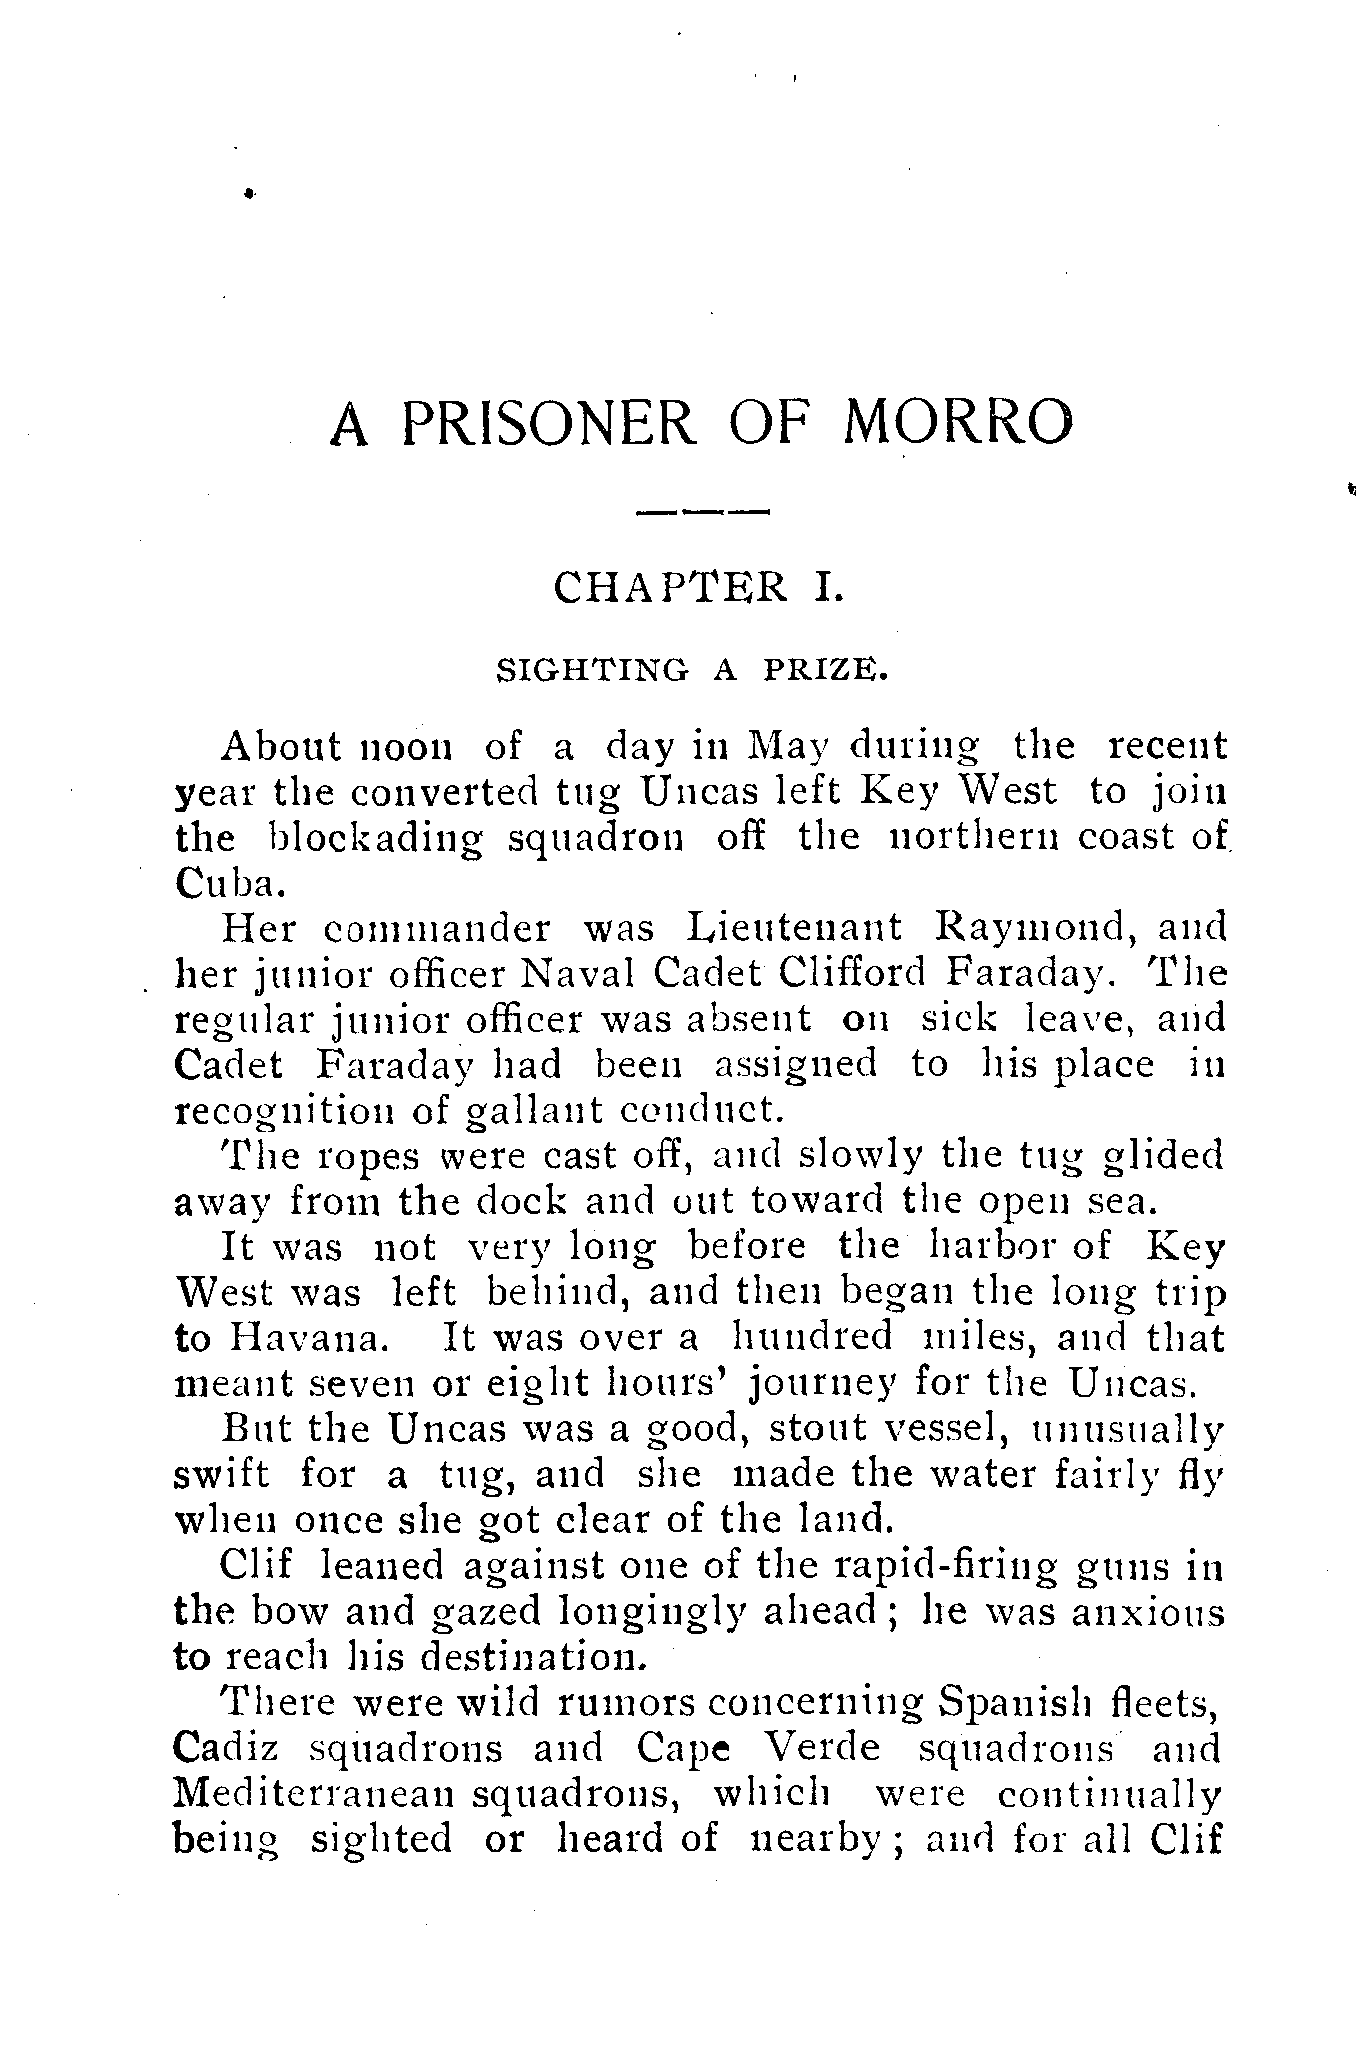 A PRISONER OF MORRO
CHAPTER I.
SIGHTING A PRIZE.
About noon of a day in May during the recent
year the converted tug Uncas left Key West to join
the blockading squadron off the northern coast of
Cuba.
Her commander was Lieutenant Raymond, and
her junior officer Naval Cadet Clifford Faraday. The
regular junior officer was absent on sick leave, and
Cadet Faraday had been assigned to his place in
recognition of gallant conduct.
The ropes were cast off, and slowly the tug glided
away from the dock and out toward the open sea.
It was not very long before the harbor of Key
West was left behind, and then began the long trip
to Havana. It was over a hundred miles, and that
meant seven or eight hours' journey for the Uncas.
But the Uncas was a good, stout vessel, unusually
swift for a tug, and she made the water fairly fly
when once she got clear of the land.
Clif leaned against one of the rapid-firing guns in
the bow and gazed longingly ahead; he was anxious
to reach his destination.
There were wild rumors concerning Spanish fleets,
Cadiz squadrons and Cape Verde squadrons and
Mediterranean squadrons, which were continually
being sighted or heard of nearby; and for all Clif